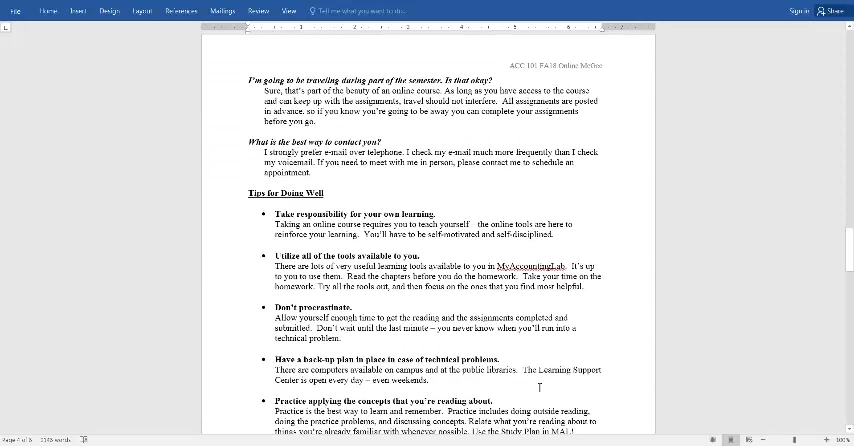 File Home Insert Design Layout References Mailings Review View Tell me what you want to do... Sign in Share
ACC 101 FA18 Online McGee
I'm going to be traveling during part of the semester. Is that okay?
Sure, that's part of the beauty of an online course. As long as you have access to the course
and can keep up with the assignments, travel should not interfere. All assignments are posted
in advance, so if you know you're going to be away you can complete your assignments
before you go.
What is the best way to contact you?
I strongly prefer e-mail over telephone. I check my e-mail much more frequently than I check
my voicemail. If you need to meet with me in person, please contact me to schedule an
appointment.
Tips for Doing Well
• Take responsibility for your own learning.
Taking an online course requires you to teach yourself – the online tools are here to
reinforce your learning. You'll have to be self-motivated and self-disciplined.
• Utilize all of the tools available to you.
There are lots of very useful learning tools available to you in MyAccountingLab. It's up
to you to use them. Read the chapters before you do the homework. Take your time on the
homework. Try all the tools out, and then focus on the ones that you find most helpful.
• Don't procrastinate.
Allow yourself enough time to get the reading and the assignments completed and
submitted. Don't wait until the last minute – you never know when you'll run into a
technical problem.
• Have a back-up plan in place in case of technical problems.
There are computers available on campus and at the public libraries. The Learning Support
Center is open every day – even weekends.
• Practice applying the concepts that you're reading about.
Practice is the best way to learn and remember. Practice includes doing outside reading,
doing the practice problems, and discussing concepts. Relate what you're reading about to
things you're already familiar with whenever possible. Use the Study Plan in MAL!
Page 4 of 6 words 100%